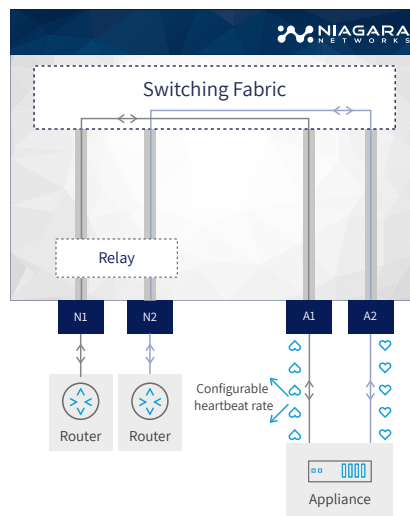 NIAGARA
NETWORKS
Switching Fabric
Relay
N1
N2
A1
A2
Configurable
heartbeat rate
Router
Router
Appliance